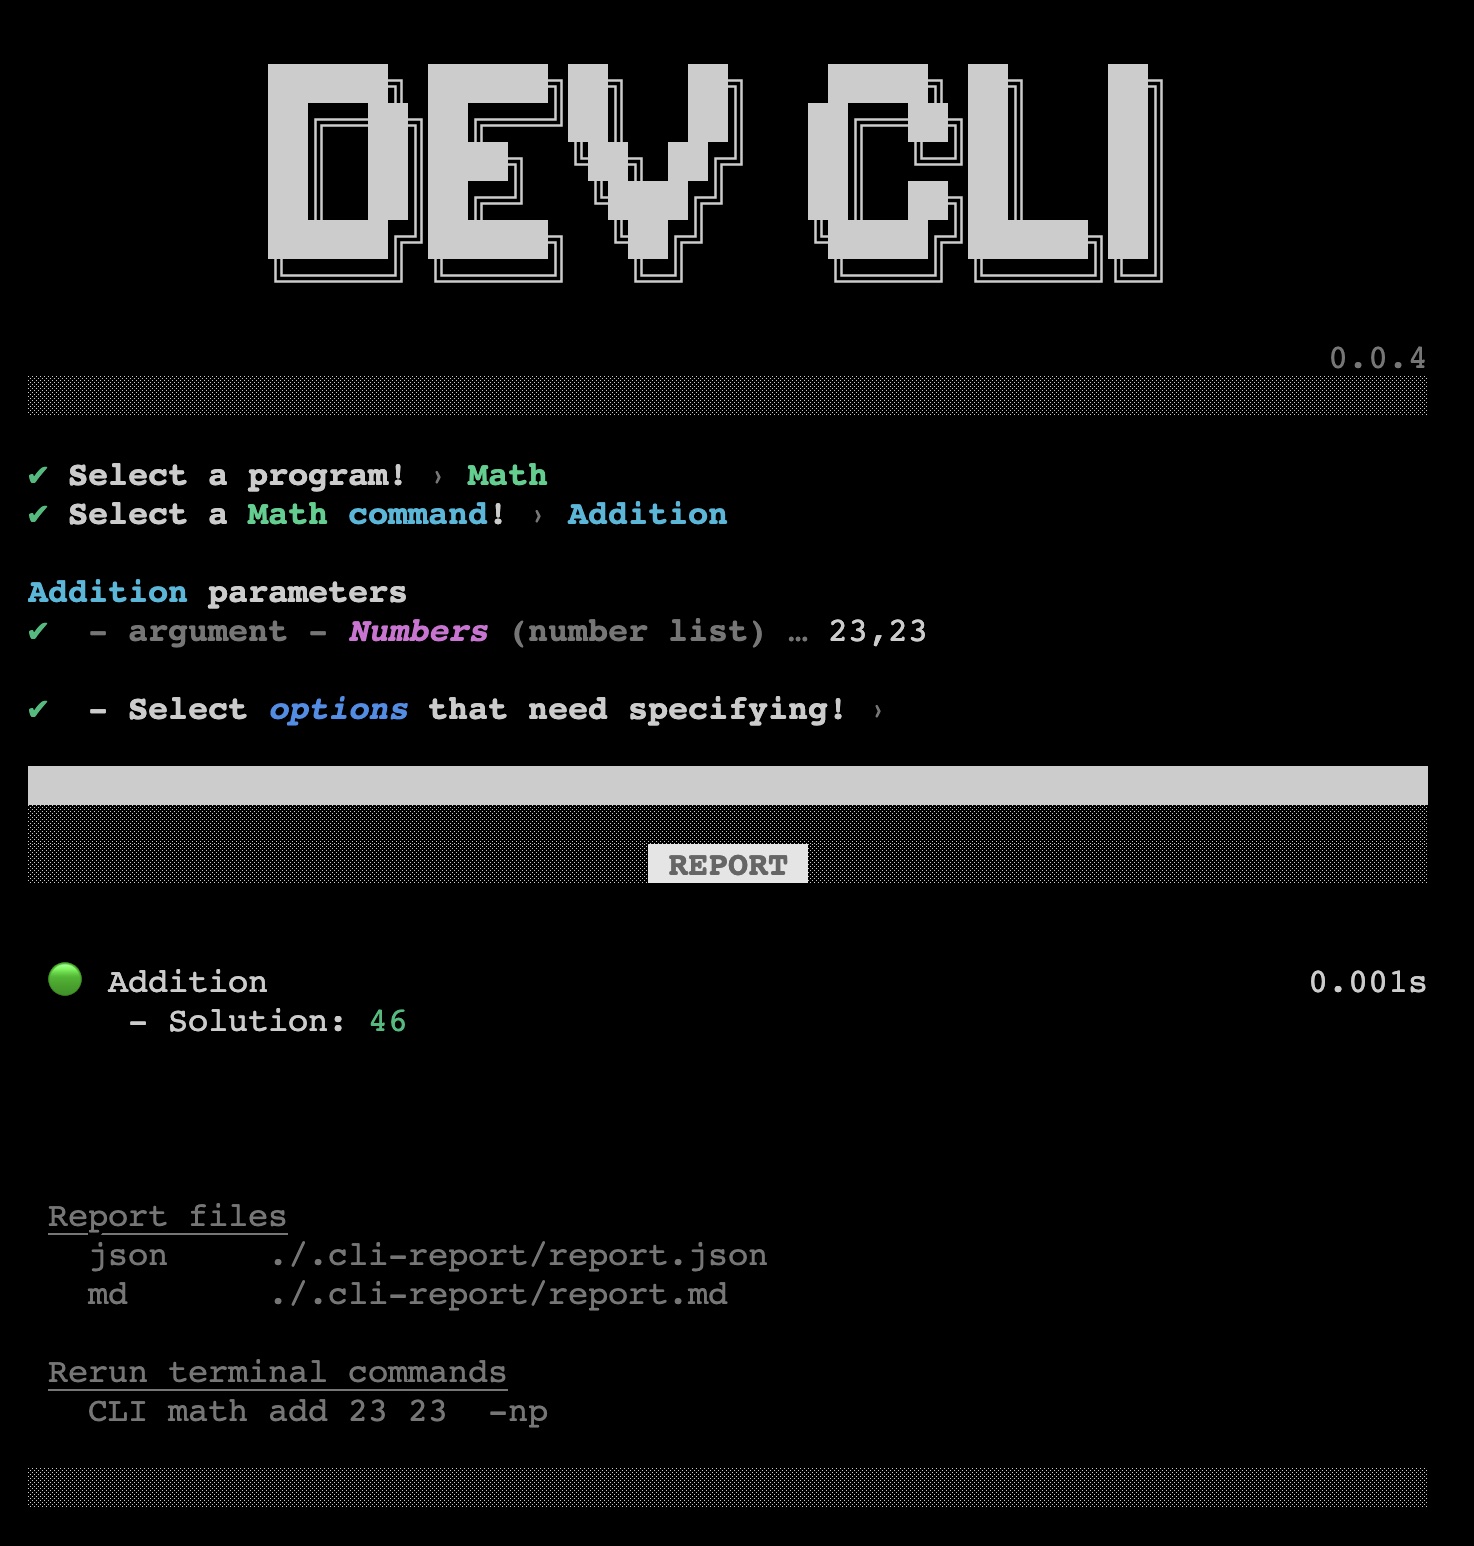 DEV CLI
0.0.4
✔ Select a program! › Math
✔ Select a Math command! › Addition
Addition parameters
✔  - argument - Numbers (number list) … 23,23
✔  - Select options that need specifying! ›
REPORT
Addition 0.001s
- Solution: 46
Report files
json ./.cli-report/report.json
md ./.cli-report/report.md
Rerun terminal commands
CLI math add 23 23  -np